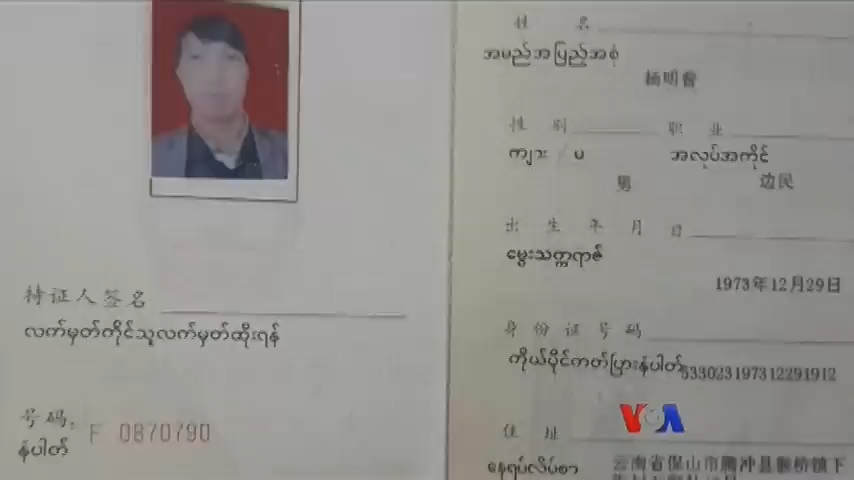 持证人签名
လက်မှတ်ကိုင်သူလက်မှတ်ထိုးရန်
号码:
F 0870790
နံပါတ်
姓 名
အမည်အပြည့်အစုံ
杨明
性 别 职 业
ကျား / မ အလုပ်အကိုင်
男 边民
出 生 年 月 日
မွေးသက္ကရာဇ်
1973年12月29日
身 份 证 号 码
ကိုယ်ပိုင်ကတ်ပြားနံပါတ်
533023197312291912
VOA
住 址
နေရပ်လိပ်စာ
云南省保山市腾冲县猴桥镇下